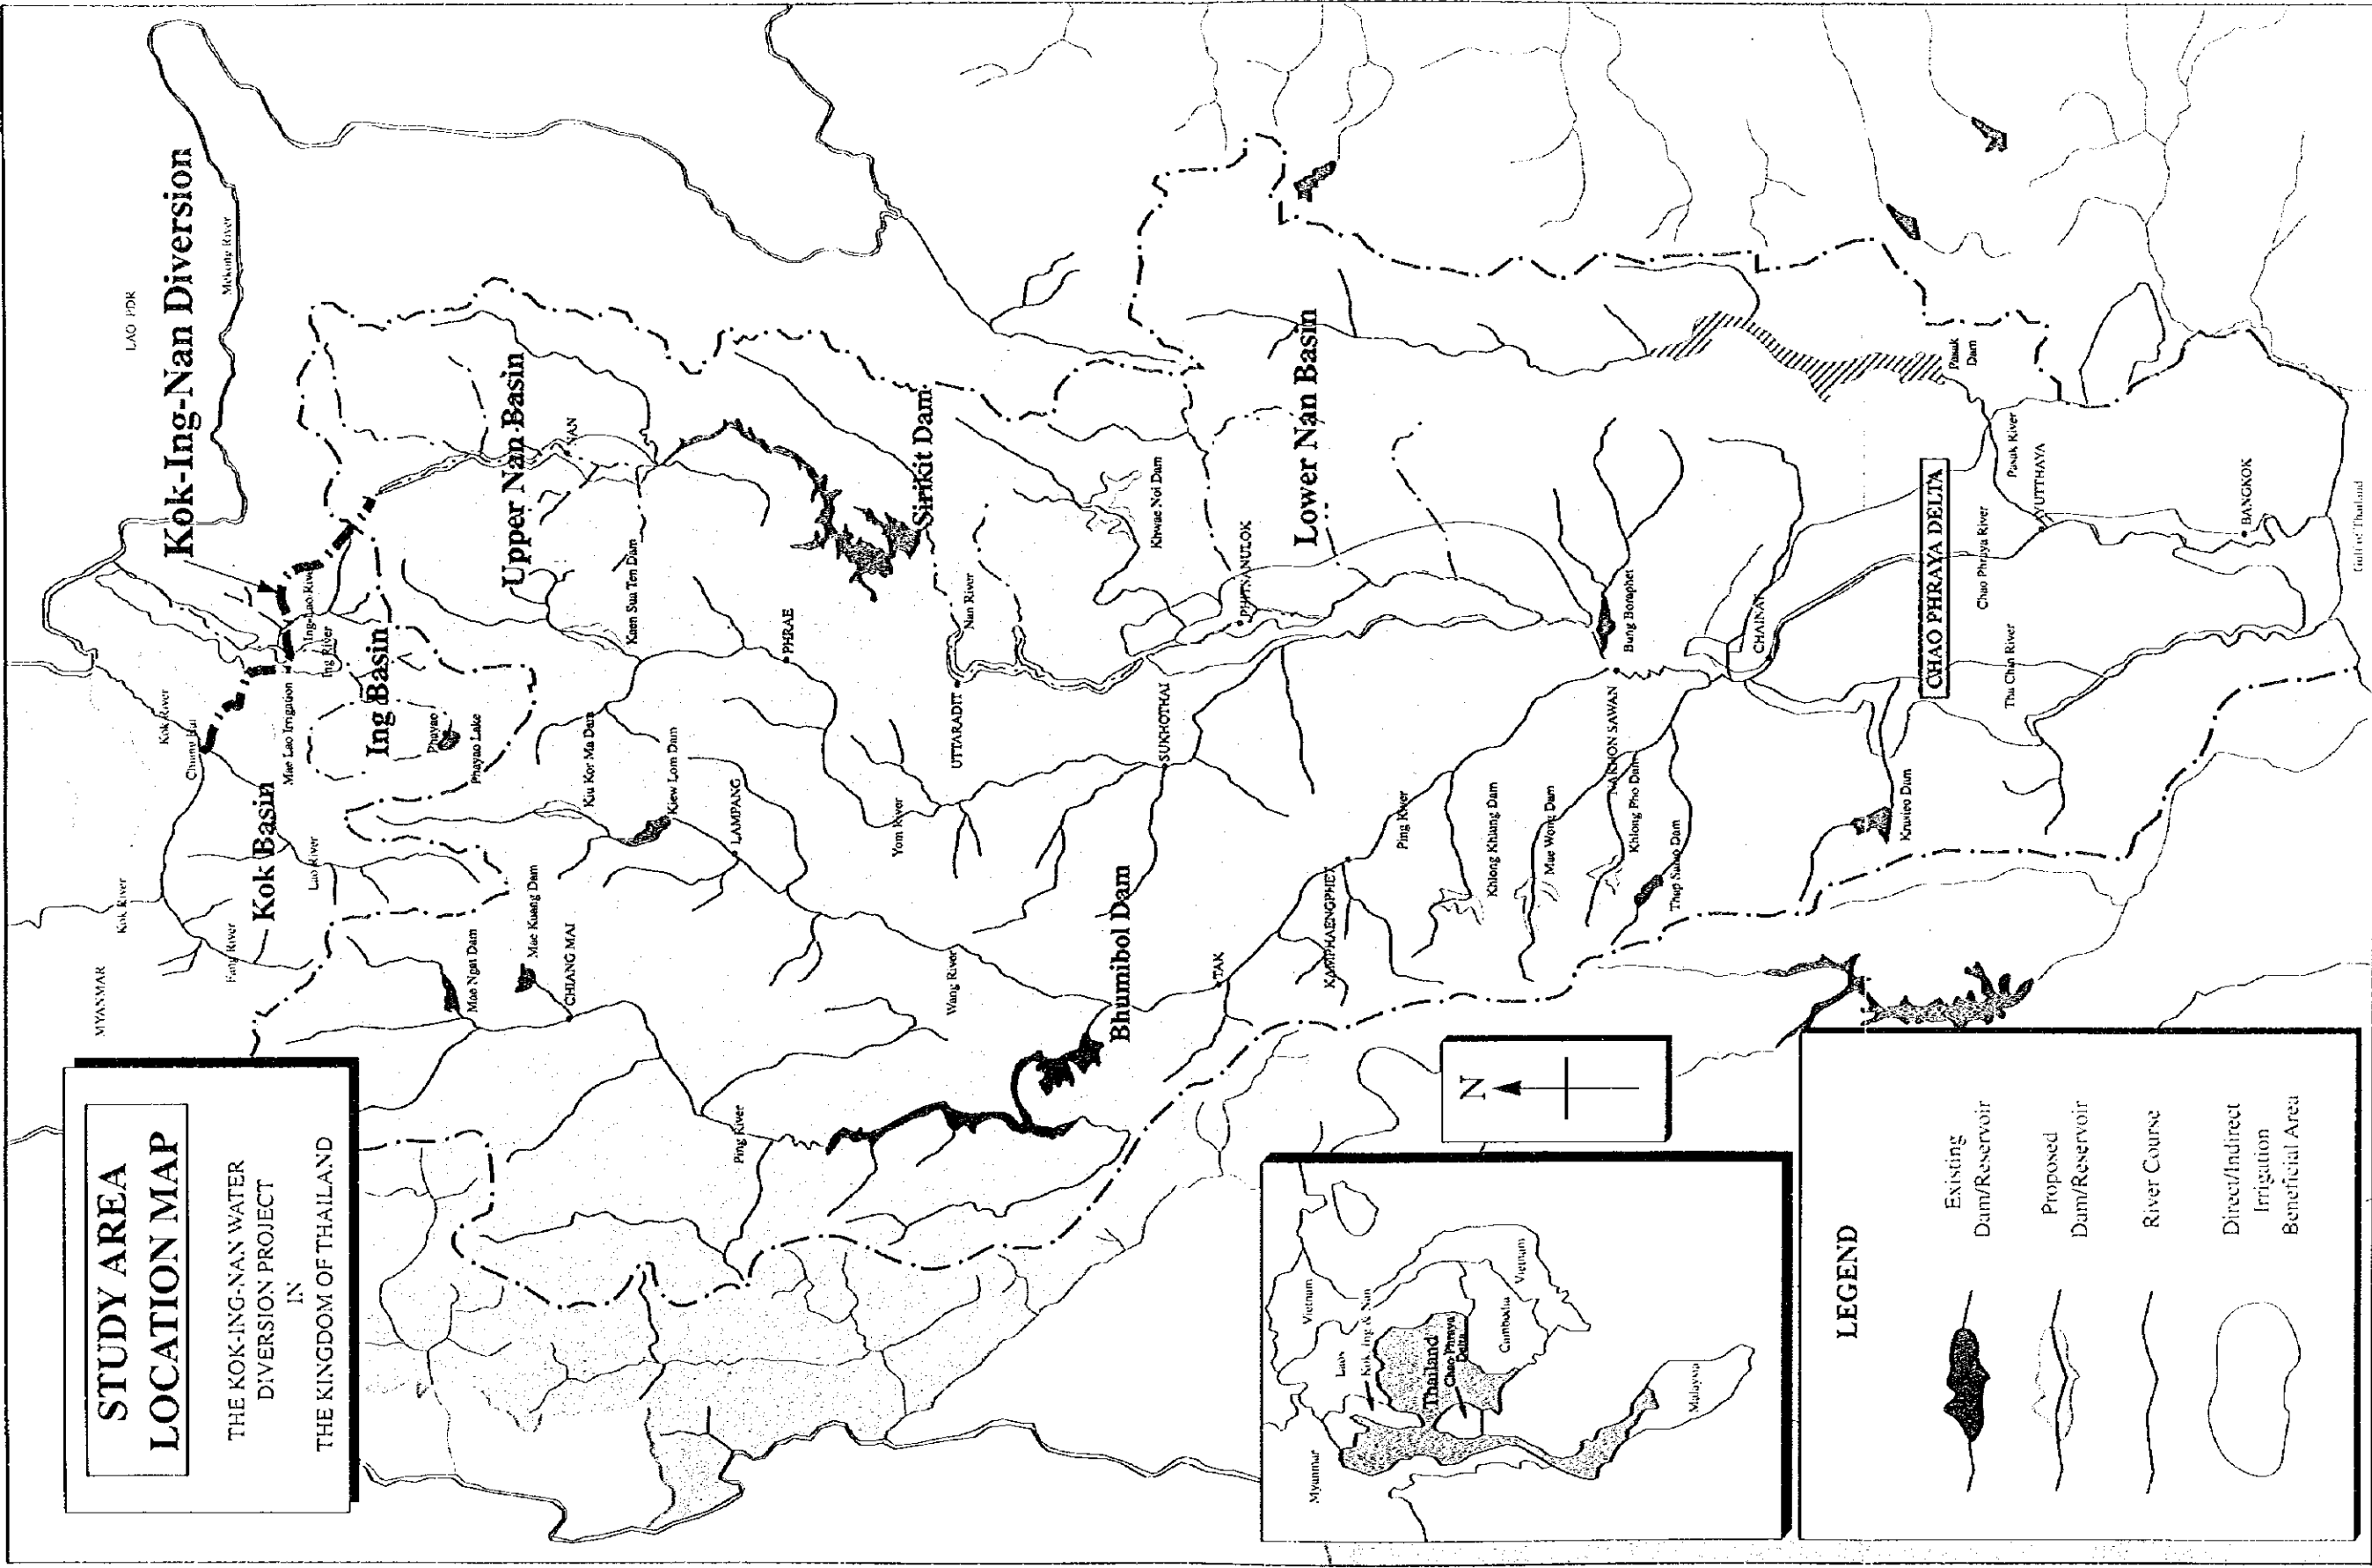 STUDY AREA
LOCATION MAP
THE KOK-ING-NAN WATER
DIVERSION PROJECT
IN
THE KINGDOM OF THAILAND
MYANMAR
LAO PDR
Kok-Ing-Nan Diversion
Mekong River
Kok River
Kok River
Fang River
Kok Basin
Lao River
Mae Lao Irrigation
Ing River
Ing Basin
Phayao
Phayao Lake
Upper Nan Basin
NAN
Mae Ngat Dam
Mae Kuang Dam
CHIANG MAI
Kiu Kor Ma Dam
Kiew Lom Dam
Kaen Sua Ten Dam
LAMPANG
PHRAE
Ping River
Yom River
Sirikit Dam
Wang River
UTTARADIT
Nan River
Bhumibol Dam
Khwae Noi Dam
SUKHOTHAI
TAK
PHITSANULOK
Lower Nan Basin
KAMPHAENGPHET
Ping River
Khlong Khlung Dam
Mae Wong Dam
NAKHON SAWAN
Bung Boraphet
Khlong Pho Dam
Thap Salao Dam
CHAINAT
Krasieo Dam
CHAO PHRAYA DELTA
Pasak
Dam
Chao Phrya River
Tha Chin River
Pasak River
AYUTTHAYA
BANGKOK
Gulf of Thailand
N
Myanmar
Vietnam
Laos
Kok, Ing & Nan
Thailand
Chao Phraya
Delta
Cambodia
Vietnam
Malaysia
LEGEND
Existing
Dam/Reservoir
Proposed
Dam/Reservoir
River Course
Direct/Indirect
Irrigation
Beneficial Area